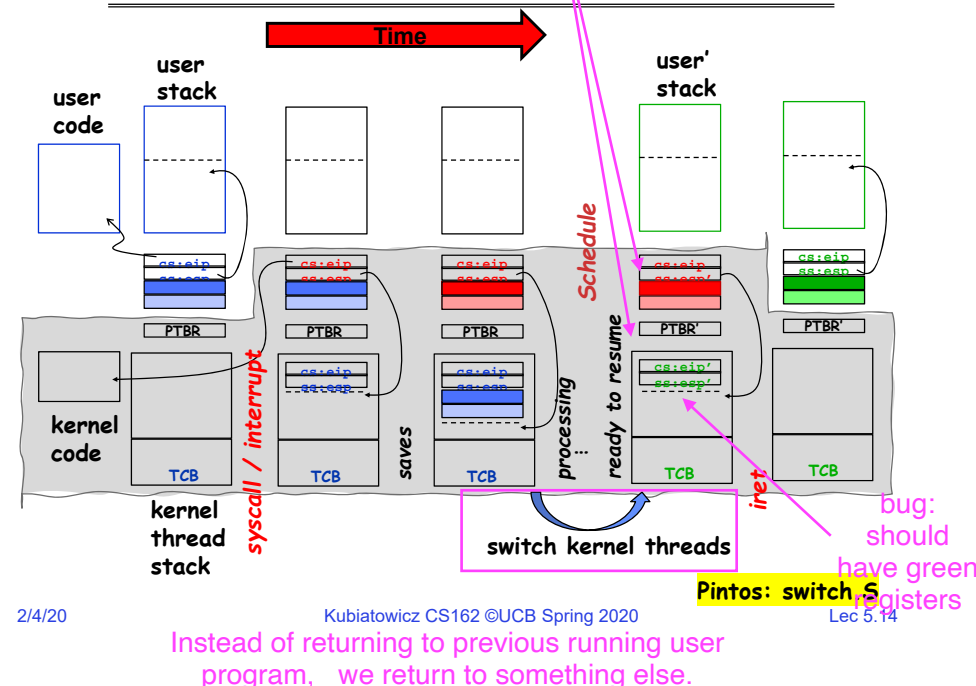 Time
user
stack
user
code
user'
stack
Schedule
cs:eip
ss:esp
cs:eip
ss:esp
cs:eip
ss:esp
cs:eip
ss:esp'
cs:eip
ss:esp
PTBR
PTBR
PTBR
PTBR'
PTBR'
cs:eip
ss:esp
cs:eip
ss:esp
cs:eip'
ss:esp'
kernel
code
syscall / interrupt
saves
processing
...
ready to resume
iret
TCB
TCB
TCB
TCB
TCB
kernel
thread
stack
switch kernel threads
bug:
should
have green
registers
Pintos: switch.S
2/4/20
Kubiatowicz CS162 ©UCB Spring 2020
Lec 5.14
Instead of returning to previous running user
program, we return to something else.